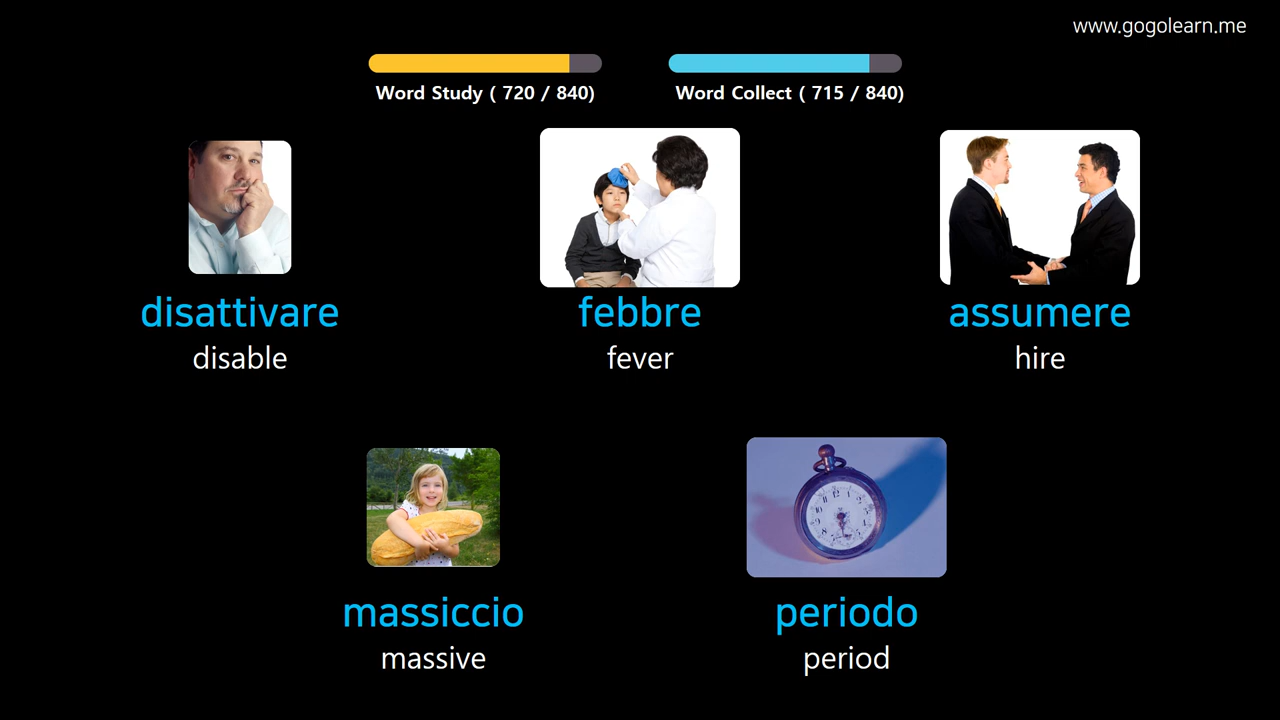 www.gogolearn.me
Word Study ( 720 / 840)
Word Collect ( 715 / 840)
disattivare
disable
febbre
fever
assumere
hire
massiccio
massive
periodo
period